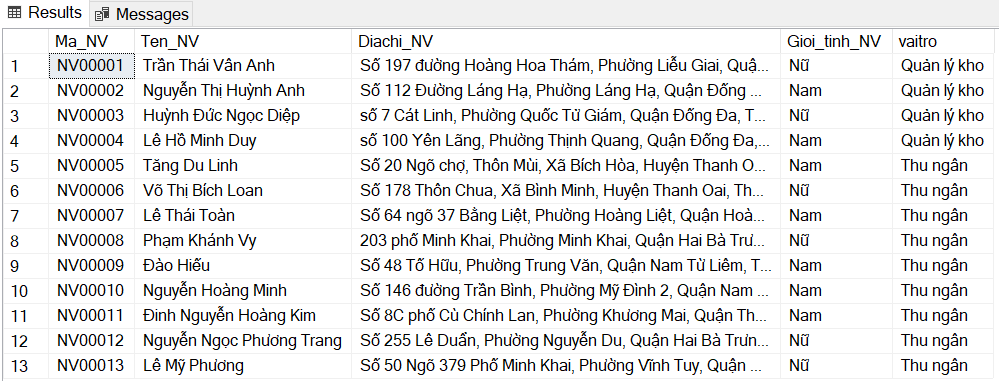 Results Messages
Ma_NV Ten_NV Diachi_NV Gioi_tinh_NV vaitro
1 NV00001 Trần Thái Vân Anh Số 197 đường Hoàng Hoa Thám, Phường Liễu Giai, Quậ... Nữ Quản lý kho
2 NV00002 Nguyễn Thị Huỳnh Anh Số 112 Đường Láng Hạ, Phường Láng Hạ, Quận Đống ... Nam Quản lý kho
3 NV00003 Huỳnh Đức Ngọc Diệp số 7 Cát Linh, Phường Quốc Tử Giám, Quận Đống Đa, T... Nữ Quản lý kho
4 NV00004 Lê Hồ Minh Duy số 100 Yên Lãng, Phường Thịnh Quang, Quận Đống Đa,... Nam Quản lý kho
5 NV00005 Tăng Du Linh Số 20 Ngõ chợ, Thôn Mùi, Xã Bích Hòa, Huyện Thanh O... Nam Thu ngân
6 NV00006 Võ Thị Bích Loan Số 178 Thôn Chua, Xã Bình Minh, Huyện Thanh Oai, Th... Nữ Thu ngân
7 NV00007 Lê Thái Toàn Số 64 ngõ 37 Bằng Liệt, Phường Hoàng Liệt, Quận Hoà... Nam Thu ngân
8 NV00008 Phạm Khánh Vy 203 phố Minh Khai, Phường Minh Khai, Quận Hai Bà Trư... Nữ Thu ngân
9 NV00009 Đào Hiếu Số 48 Tố Hữu, Phường Trung Văn, Quận Nam Từ Liêm, T... Nam Thu ngân
10 NV00010 Nguyễn Hoàng Minh Số 146 đường Trần Bình, Phường Mỹ Đình 2, Quận Nam ... Nam Thu ngân
11 NV00011 Đinh Nguyễn Hoàng Kim Số 8C phố Cù Chính Lan, Phường Khương Mai, Quận Th... Nam Thu ngân
12 NV00012 Nguyễn Ngọc Phương Trang Số 255 Lê Duẩn, Phường Nguyễn Du, Quận Hai Bà Trưn... Nữ Thu ngân
13 NV00013 Lê Mỹ Phương Số 50 Ngõ 379 Phố Minh Khai, Phường Vĩnh Tuy, Quận ... Nữ Thu ngân